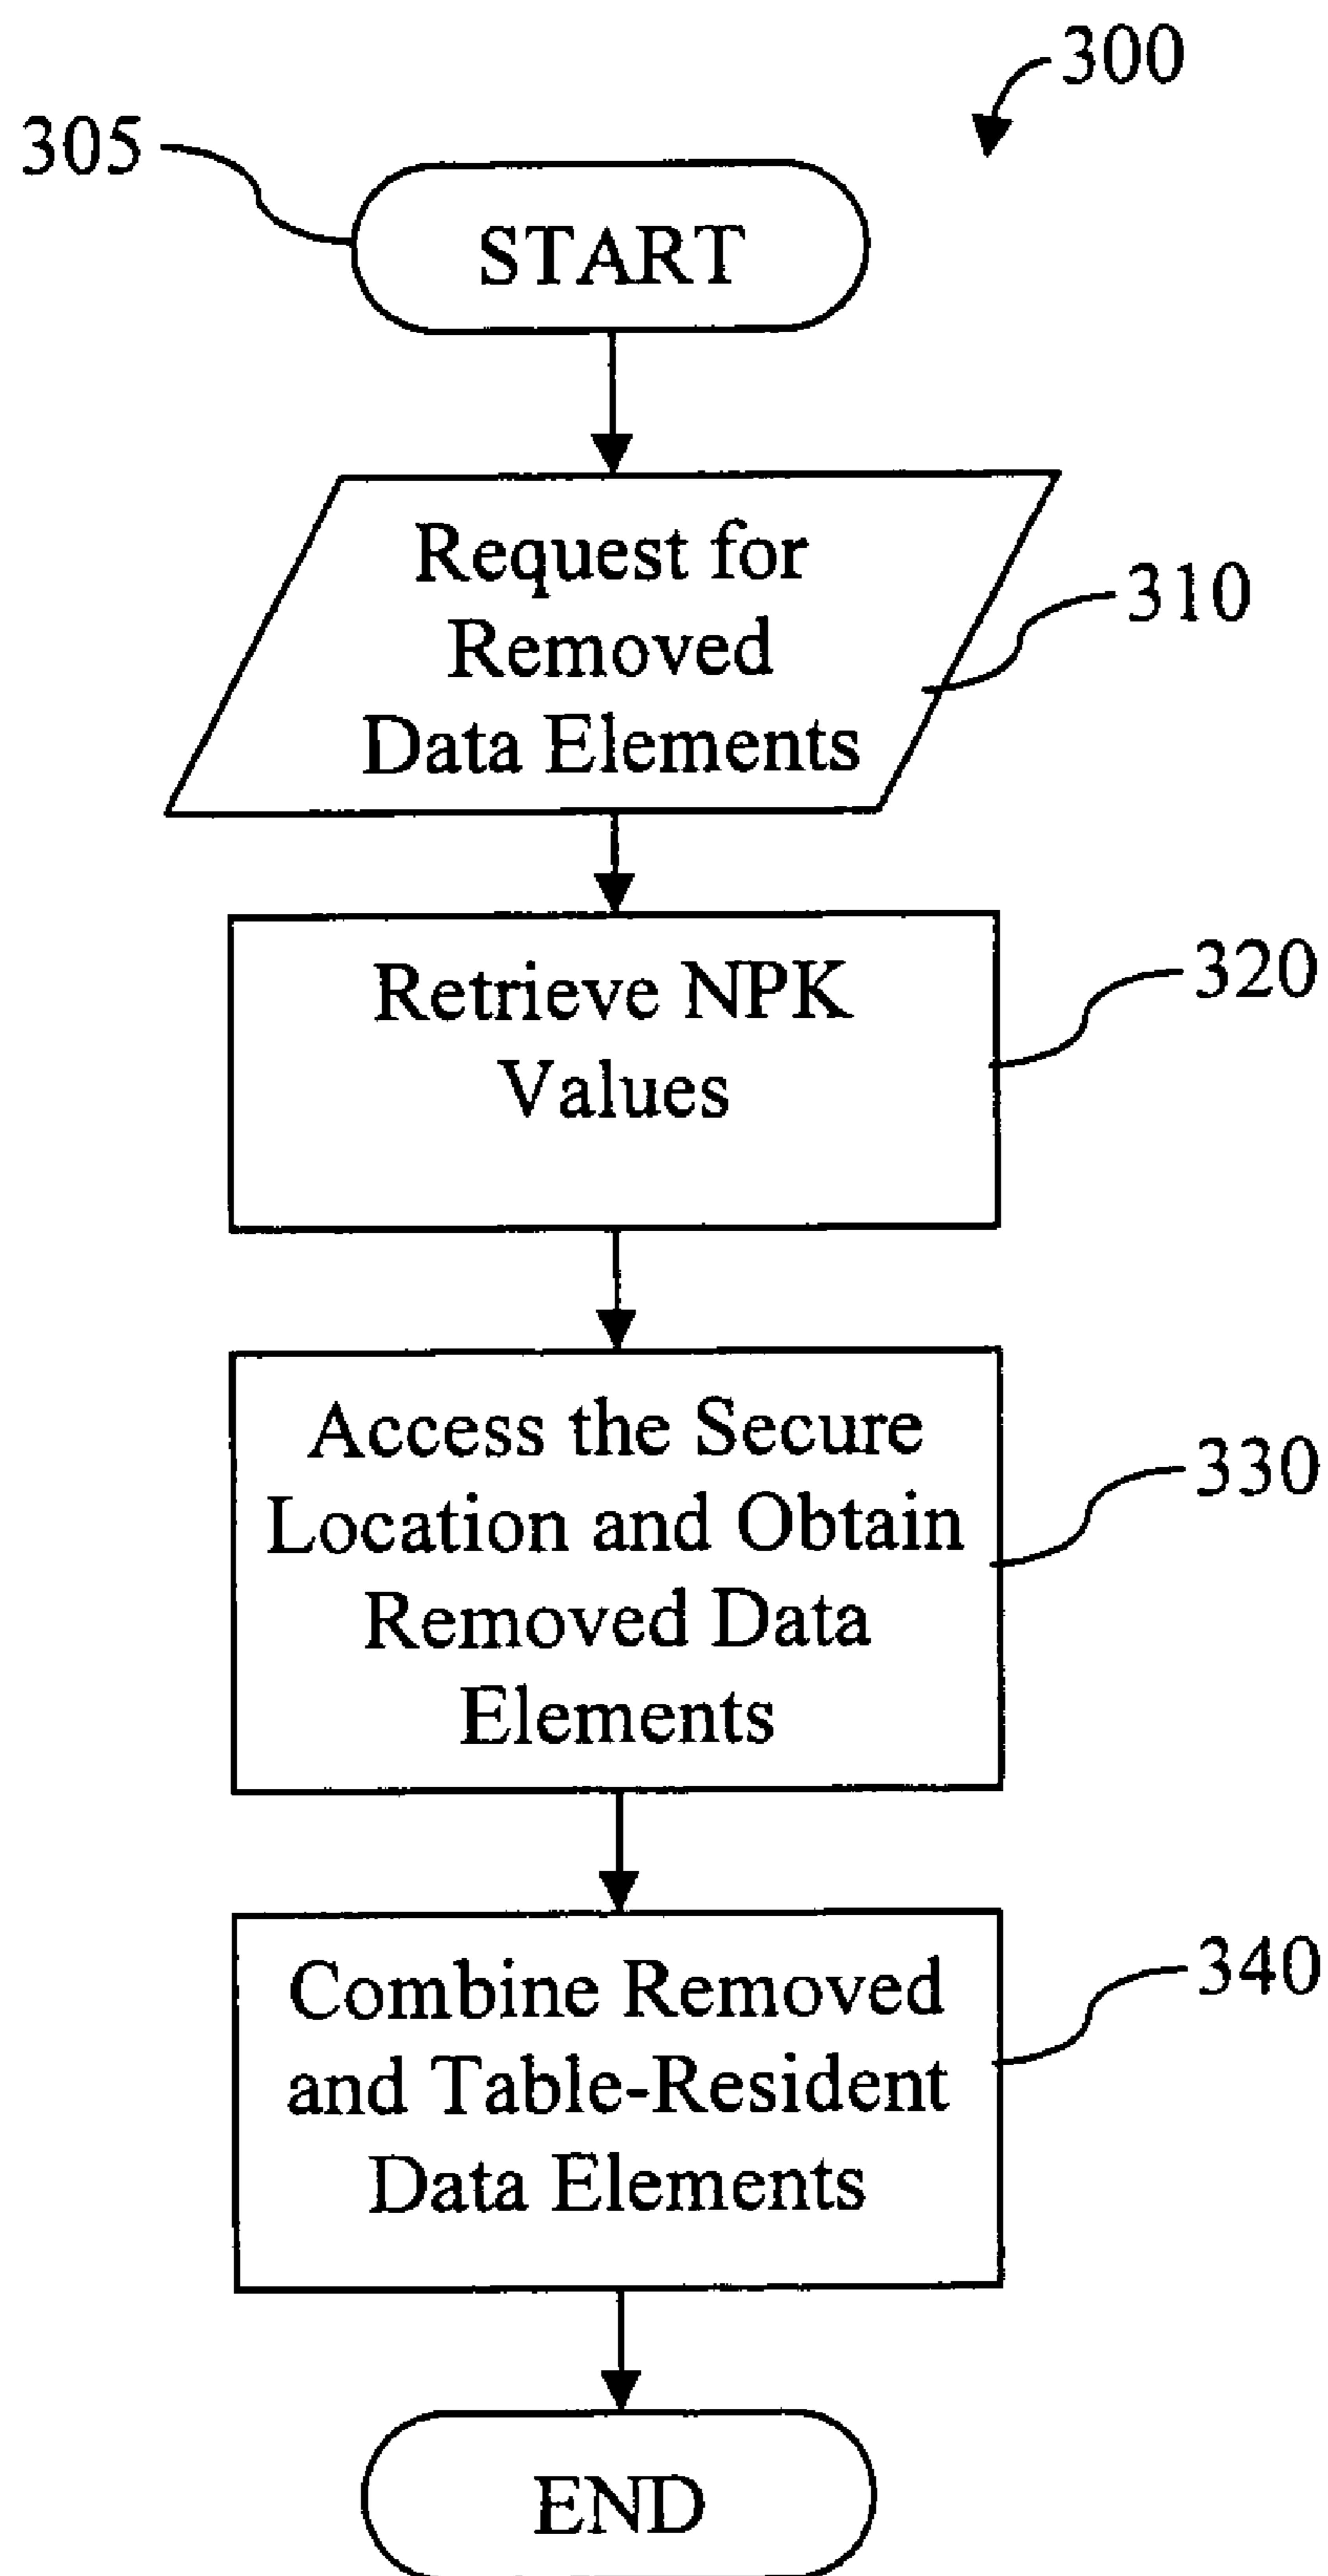 300
305
START
Request for
Removed
Data Elements
310
Retrieve NPK
Values
320
Access the Secure
Location and Obtain
Removed Data
Elements
330
Combine Removed
and Table-Resident
Data Elements
340
END